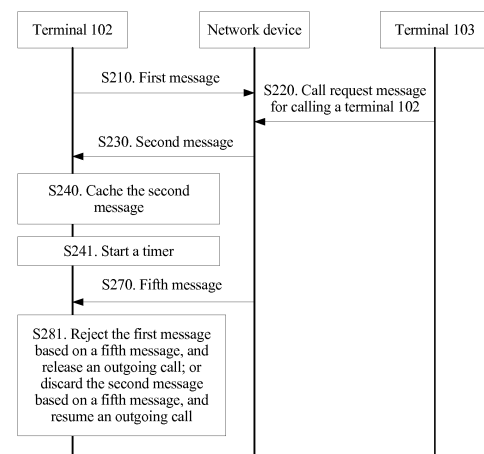 Terminal 102
Network device
Terminal 103
S210. First message
S220. Call request message
for calling a terminal 102
S230. Second message
S240. Cache the second
message
S241. Start a timer
S270. Fifth message
S281. Reject the first message
based on a fifth message, and
release an outgoing call; or
discard the second message
based on a fifth message, and
resume an outgoing call